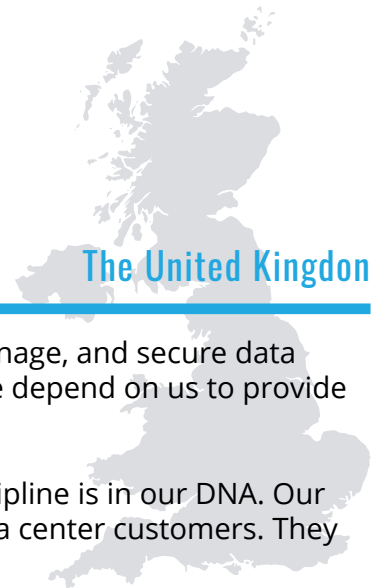 The United Kingdon
nage, and secure data
e depend on us to provide
ipline is in our DNA. Our
a center customers. They